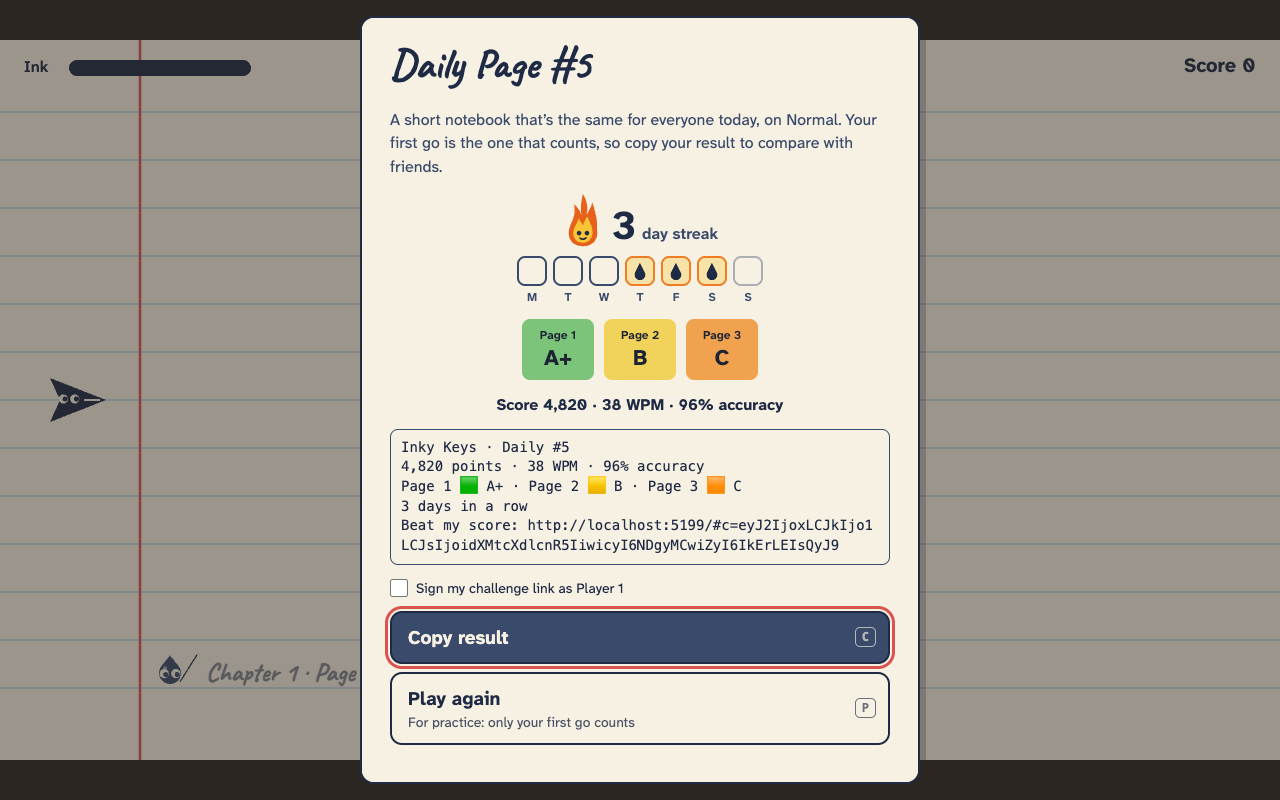 Ink
Score 0
Daily Page #5
A short notebook that's the same for everyone today, on Normal. Your
first go is the one that counts, so copy your result to compare with
friends.
3 day streak
M T W T F S S
Page 1 Page 2 Page 3
A+ B C
Score 4,820 · 38 WPM · 96% accuracy
Inky Keys · Daily #5
4,820 points · 38 WPM · 96% accuracy
Page 1 🟩 A+ · Page 2 🟨 B · Page 3 🟧 C
3 days in a row
Beat my score: http://localhost:5199/#c=eyJ2IjoxLCJkIjo1
LCJsIjoidXMtcXdlcnR5IiwicyI6NDgyMCwiZyI6IkErLEIsQyJ9
Sign my challenge link as Player 1
Copy result C
Play again P
For practice: only your first go counts
Chapter 1 · Page